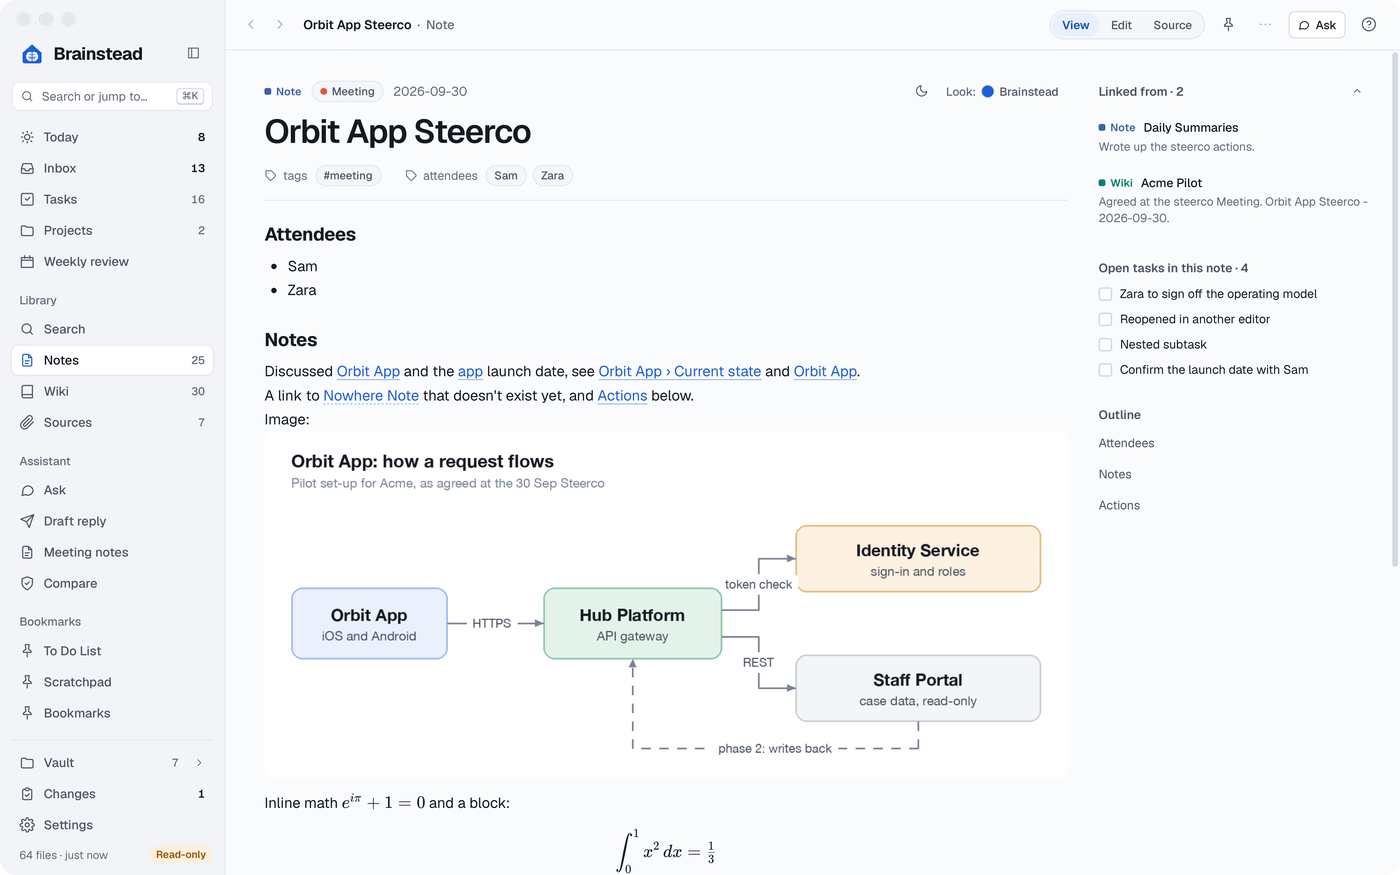 Brainstead
Search or jump to... ⌘K
Today 8
Inbox 13
Tasks 16
Projects 2
Weekly review
Library
Search
Notes 25
Wiki 30
Sources 7
Assistant
Ask
Draft reply
Meeting notes
Compare
Bookmarks
To Do List
Scratchpad
Bookmarks
Vault 7
Changes 1
Settings
64 files · just now Read-only
Orbit App Steerco · Note
View Edit Source Ask
Note Meeting 2026-09-30 Look: Brainstead
Orbit App Steerco
tags #meeting attendees Sam Zara
Attendees
• Sam
• Zara
Notes
Discussed Orbit App and the app launch date, see Orbit App › Current state and Orbit App.
A link to Nowhere Note that doesn't exist yet, and Actions below.
Image:
Orbit App: how a request flows
Pilot set-up for Acme, as agreed at the 30 Sep Steerco
Identity Service
sign-in and roles
token check
Orbit App
iOS and Android
HTTPS
Hub Platform
API gateway
REST
Staff Portal
case data, read-only
phase 2: writes back
Inline math e^{iπ} + 1 = 0 and a block:
∫_0^1 x^2 dx = 1/3
Linked from · 2
Note Daily Summaries
Wrote up the steerco actions.
Wiki Acme Pilot
Agreed at the steerco Meeting. Orbit App Steerco -
2026-09-30.
Open tasks in this note · 4
Zara to sign off the operating model
Reopened in another editor
Nested subtask
Confirm the launch date with Sam
Outline
Attendees
Notes
Actions